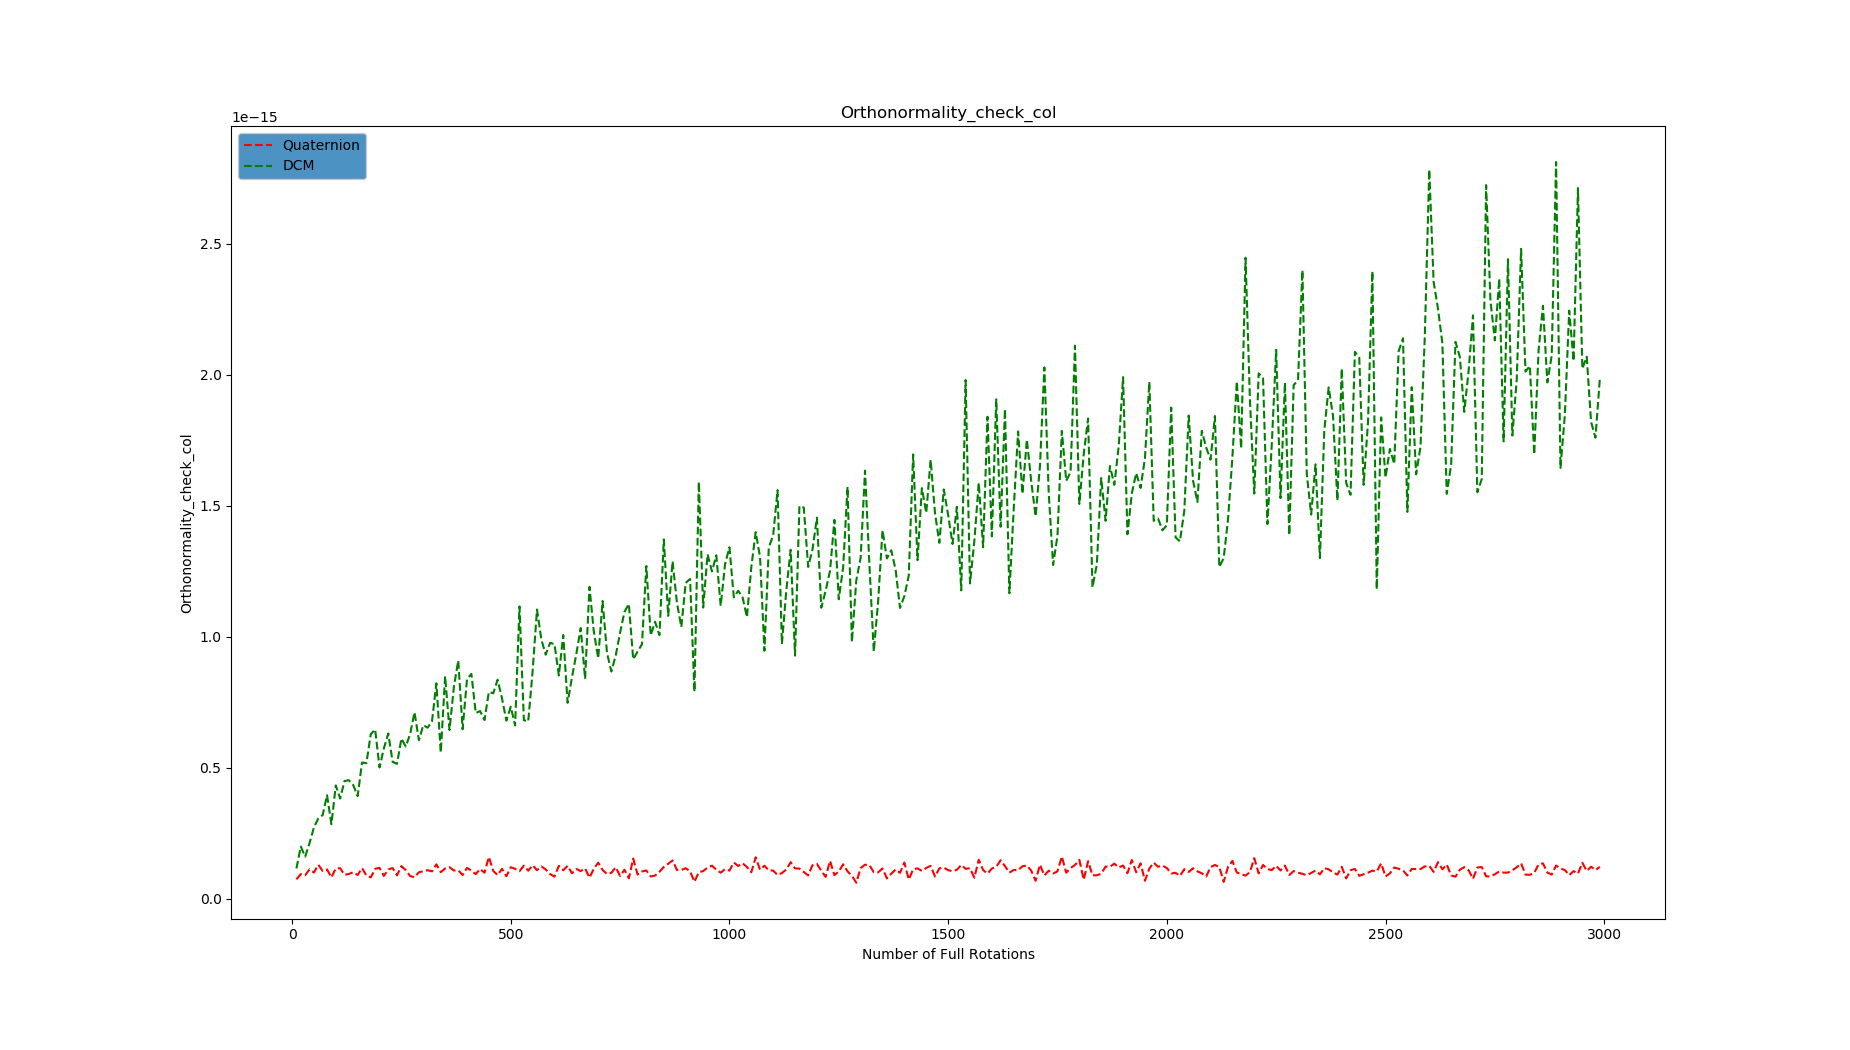 Orthonormality_check_col
1e−15
Quaternion
DCM
2.5
2.0
1.5
1.0
0.5
0.0
Orthonormality_check_col
0 500 1000 1500 2000 2500 3000
Number of Full Rotations